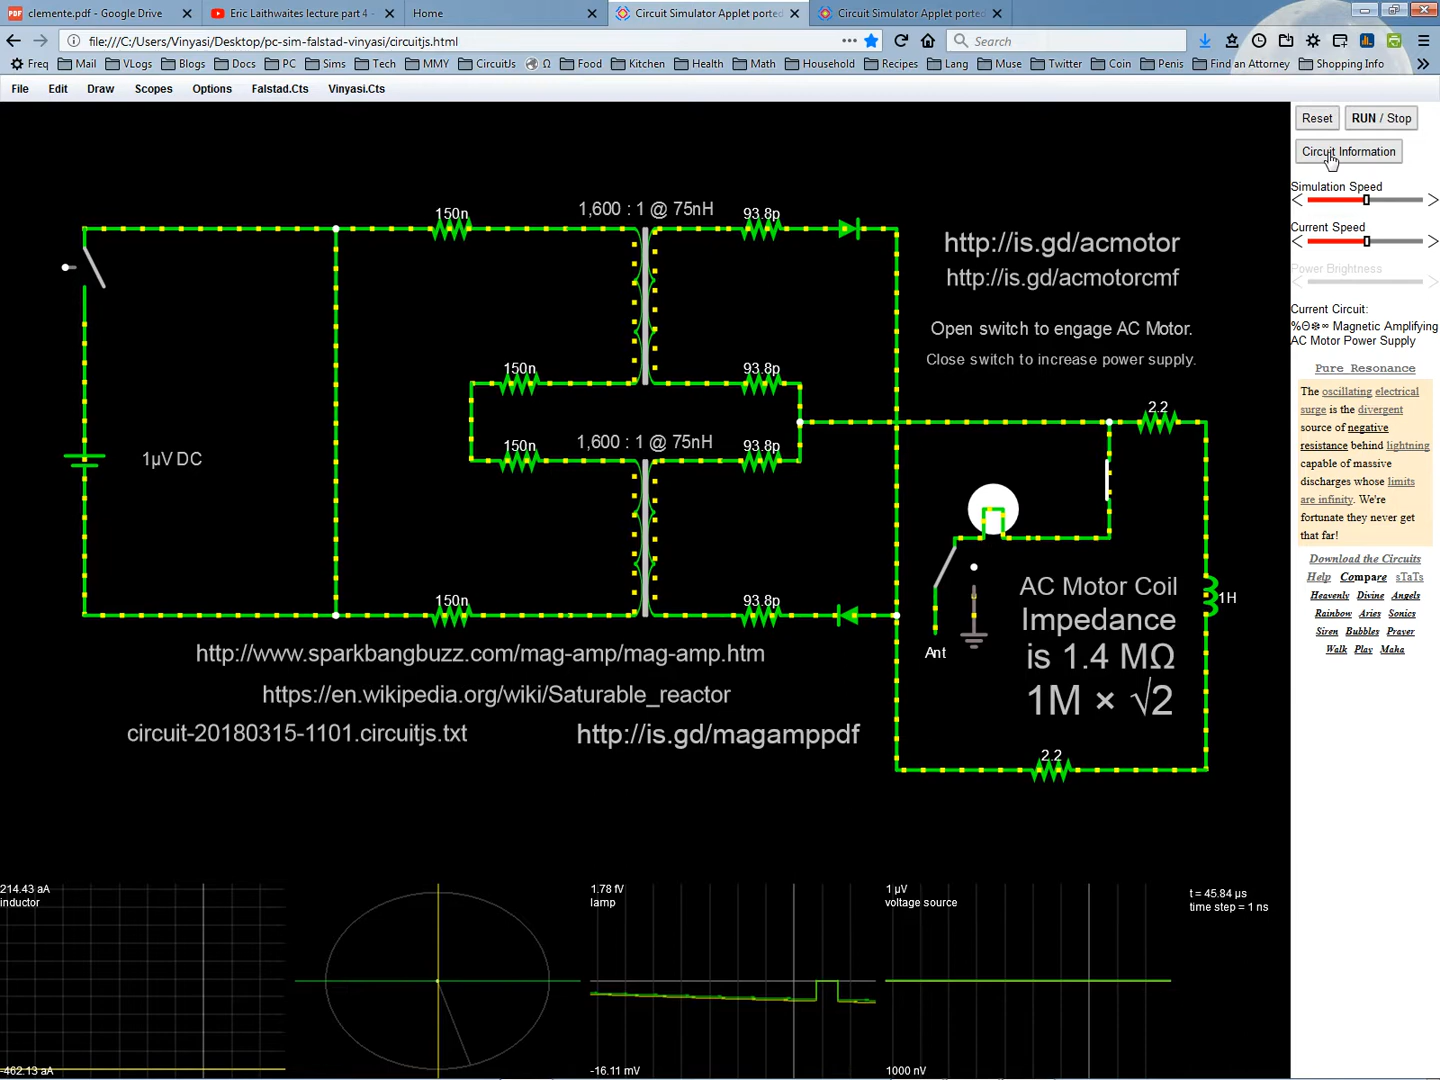 clemente.pdf - Google Drive
Eric Laithwaites lecture part 4 -
Home
Circuit Simulator Applet ported
Circuit Simulator Applet ported
file:///C:/Users/Vinyasi/Desktop/pc-sim-falstad-vinyasi/circuitjs.html
Search
Freq
Mail
VLogs
Blogs
Docs
PC
Sims
Tech
MMY
CircuitJs
Ω
Food
Kitchen
Health
Math
Household
Recipes
Lang
Muse
Twitter
Coin
Penis
Find an Attorney
Shopping Info
File
Edit
Draw
Scopes
Options
Falstad.Cts
Vinyasi.Cts
Reset
RUN / Stop
Circuit Information
Simulation Speed
Current Speed
Power Brightness
Current Circuit:
%Θ❊∞ Magnetic Amplifying
AC Motor Power Supply
Pure Resonance
The oscillating electrical
surge is the divergent
source of negative
resistance behind lightning
capable of massive
discharges whose limits
are infinity. We're
fortunate they never get
that far!
Download the Circuits
Help Compare sTaTs
Heavenly Divine Angels
Rainbow Aries Sonics
Siren Bubbles Prayer
Walk Play Maha
150n
1,600 : 1 @ 75nH
93.8p
http://is.gd/acmotor
http://is.gd/acmotorcmf
Open switch to engage AC Motor.
Close switch to increase power supply.
150n
93.8p
2.2
150n
1,600 : 1 @ 75nH
93.8p
1µV DC
AC Motor Coil
Impedance
is 1.4 MΩ
1M × √2
1H
150n
93.8p
Ant
http://www.sparkbangbuzz.com/mag-amp/mag-amp.htm
https://en.wikipedia.org/wiki/Saturable_reactor
circuit-20180315-1101.circuitjs.txt
http://is.gd/magamppdf
2.2
214.43 aA
inductor
-462.13 aA
1.78 fV
lamp
-16.11 mV
1 µV
voltage source
1000 nV
t = 45.84 µs
time step = 1 ns